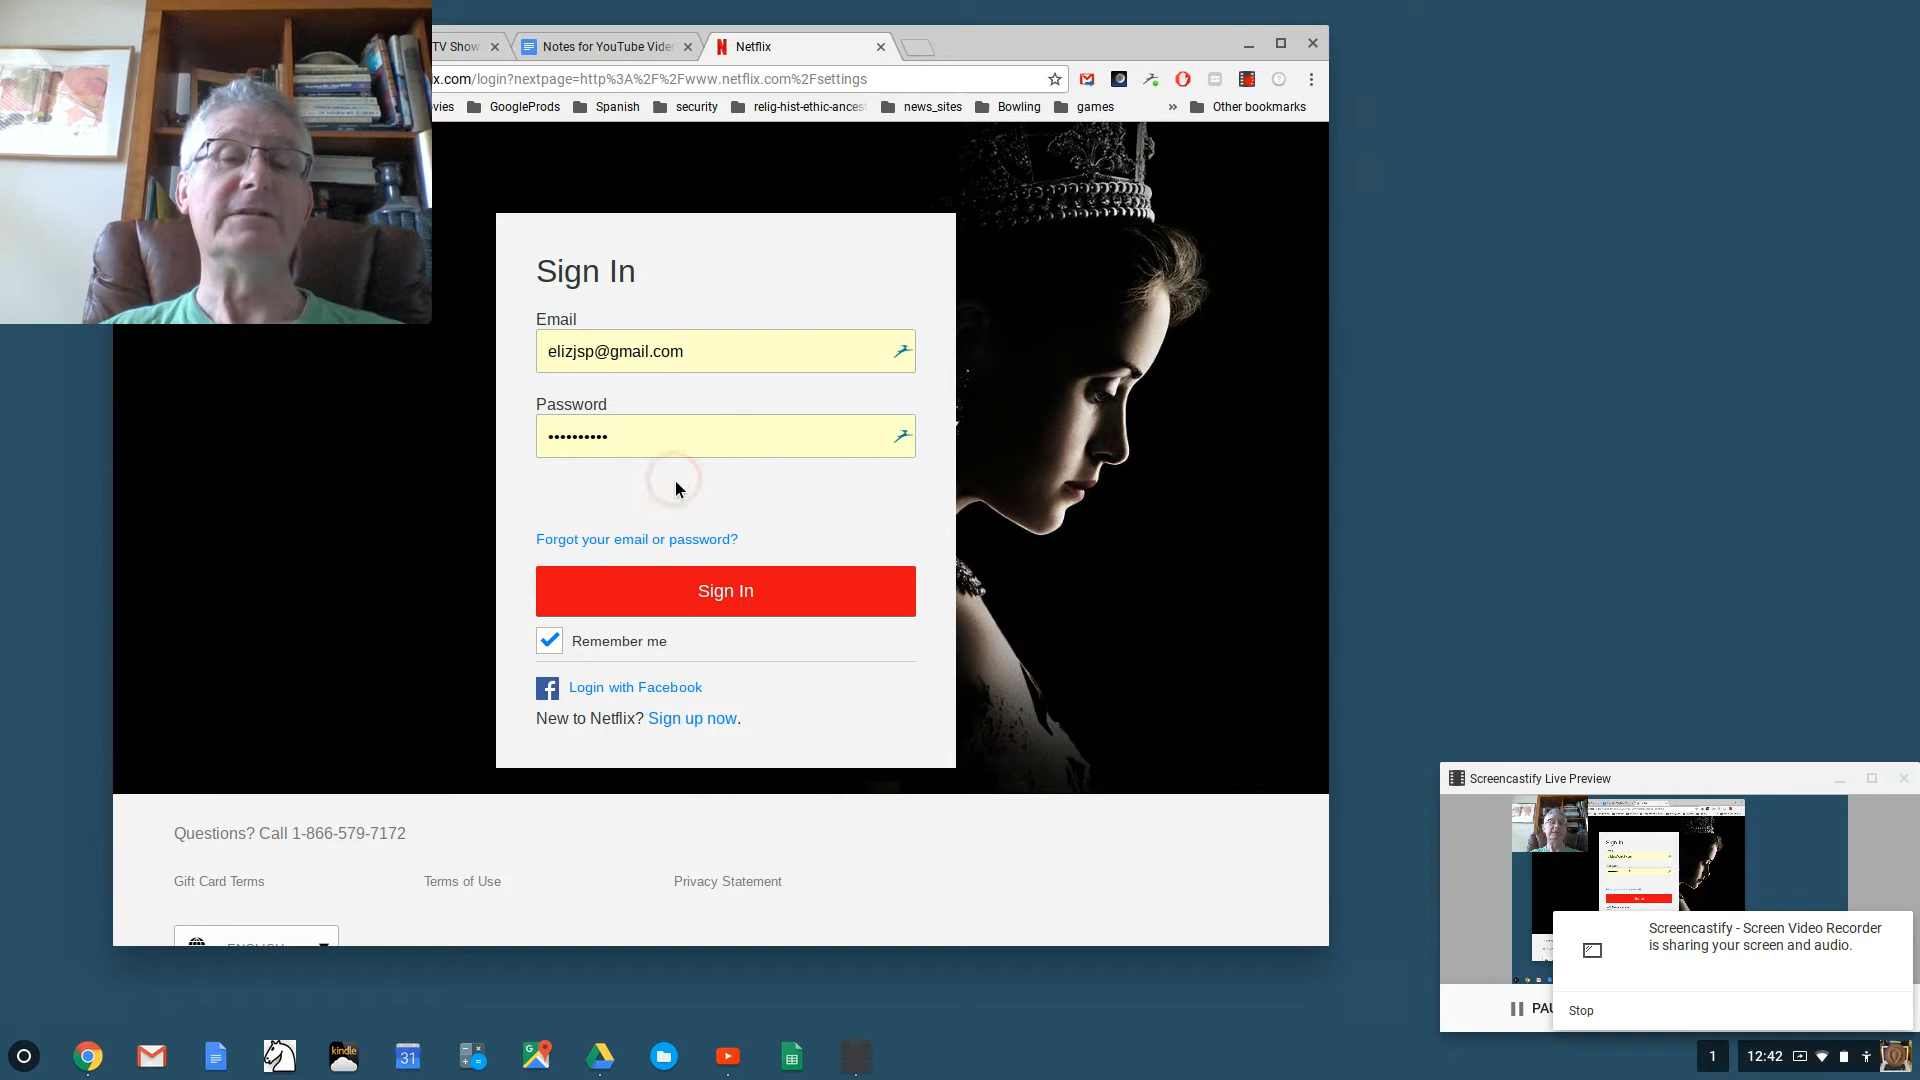 TV Show
Notes for YouTube Vide
Netflix
x.com/login?nextpage=http%3A%2F%2Fwww.netflix.com%2Fsettings
vies
GoogleProds
Spanish
security
relig-hist-ethic-ancest
news_sites
Bowling
games
»
Other bookmarks
Sign In
Email
elizjsp@gmail.com
Password
••••••••••
Forgot your email or password?
Sign In
Remember me
Login with Facebook
New to Netflix? Sign up now.
Questions? Call 1-866-579-7172
Gift Card Terms
Terms of Use
Privacy Statement
ENGLISH
Screencastify Live Preview
Screencastify - Screen Video Recorder
is sharing your screen and audio.
PAU
Stop
kindle
31
1
12:42